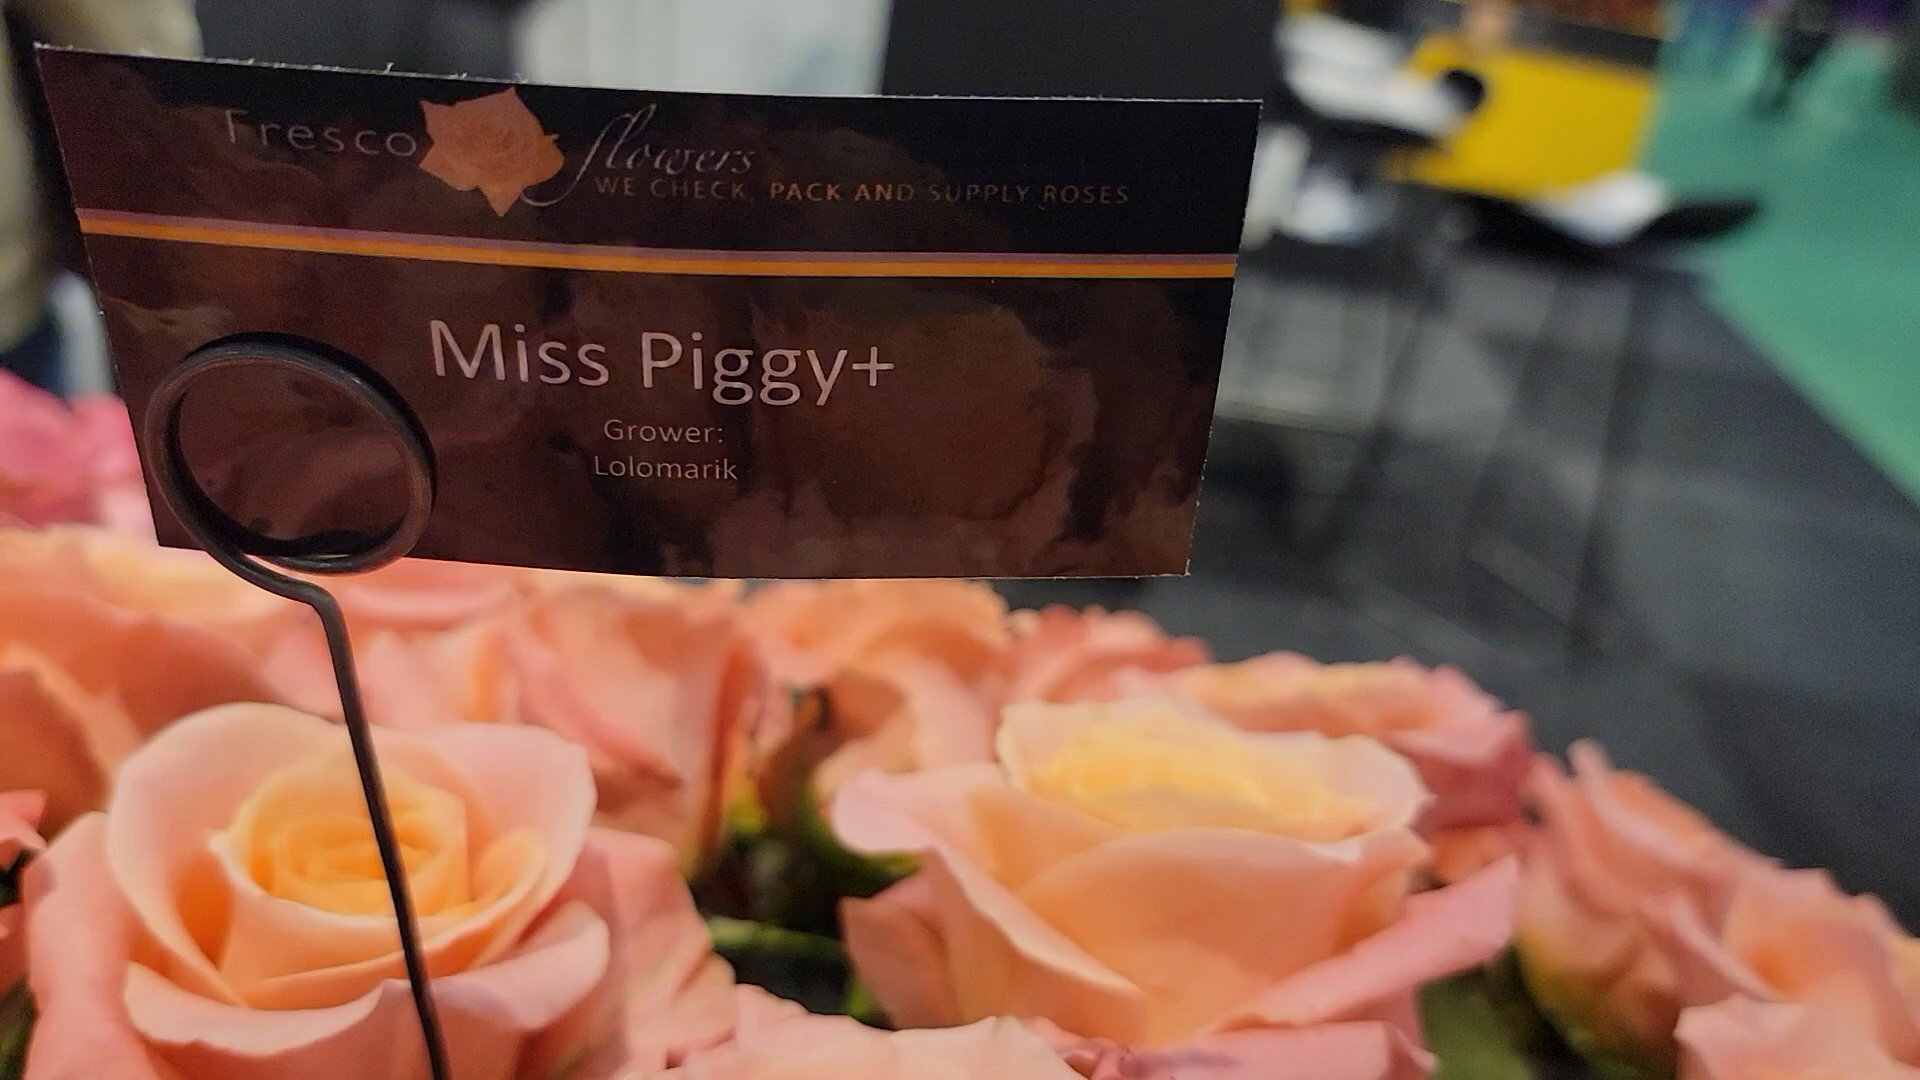 Fresco flowers
WE CHECK, PACK AND SUPPLY ROSES
Miss Piggy+
Grower:
Lolomarik